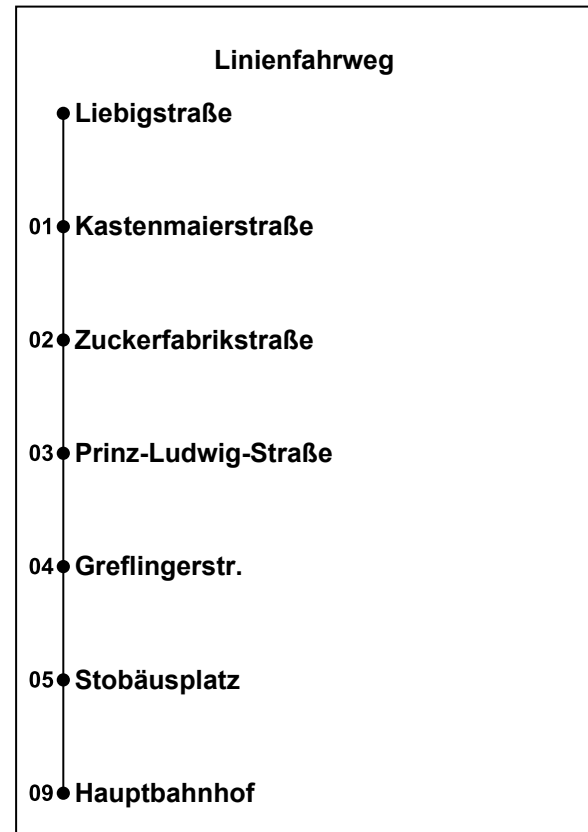 Linienfahrweg
Liebigstraße
01 Kastenmaierstraße
02 Zuckerfabrikstraße
03 Prinz-Ludwig-Straße
04 Greflingerstr.
05 Stobäusplatz
09 Hauptbahnhof